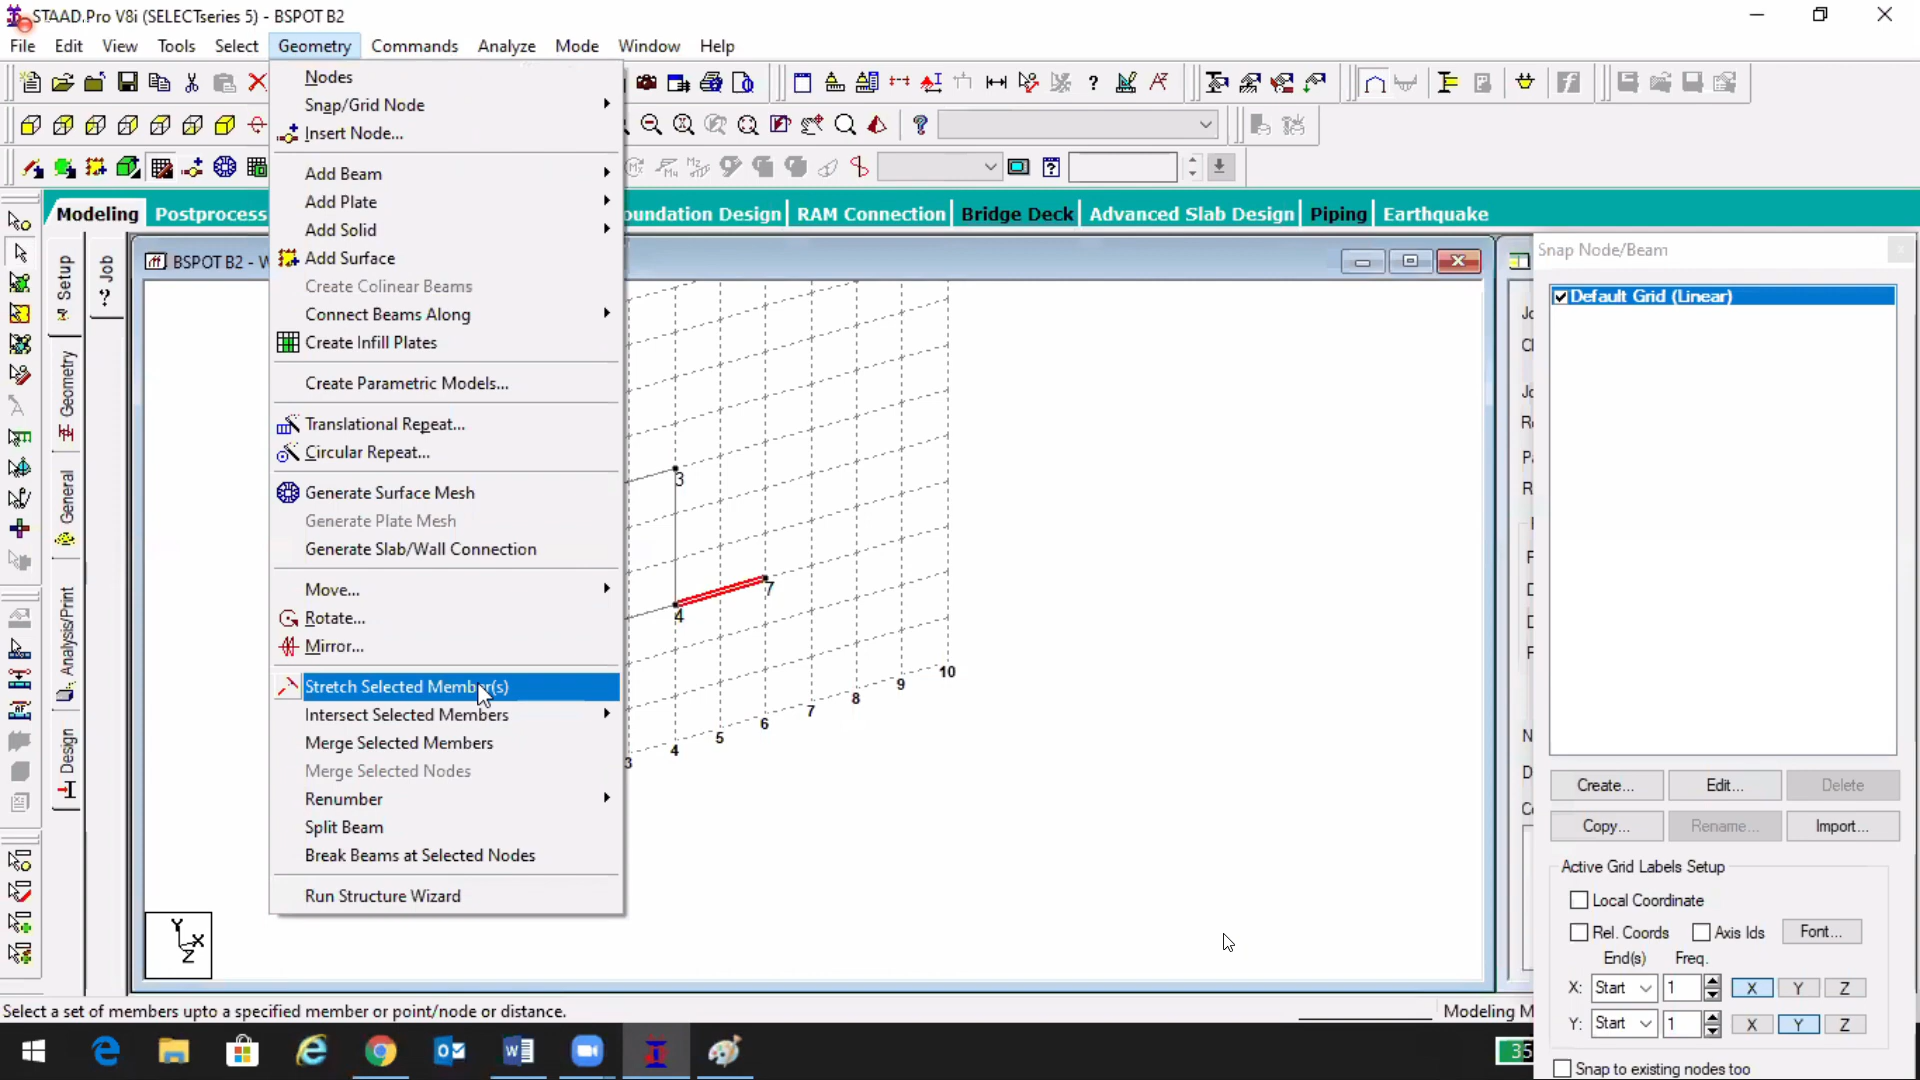 STAAD.Pro V8i (SELECTseries 5) - BSPOT B2
File Edit View Tools Select Geometry Commands Analyze Mode Window Help
Nodes
Snap/Grid Node
Insert Node...
Add Beam
Add Plate
Add Solid
Add Surface
Create Colinear Beams
Connect Beams Along
Create Infill Plates
Create Parametric Models...
Translational Repeat...
Circular Repeat...
Generate Surface Mesh
Generate Plate Mesh
Generate Slab/Wall Connection
Move...
Rotate...
Mirror...
Stretch Selected Member(s)
Intersect Selected Members
Merge Selected Members
Merge Selected Nodes
Renumber
Split Beam
Break Beams at Selected Nodes
Run Structure Wizard
Modeling Postprocess oundation Design RAM Connection Bridge Deck Advanced Slab Design Piping Earthquake
Setup
Geometry
General
Analysis/Print
Design
Job
BSPOT B2 - W
3
4
7
3 4 5 6 7 8 9 10
Y X Z
Snap Node/Beam
Default Grid (Linear)
Create... Edit... Delete
Copy... Rename... Import...
Active Grid Labels Setup
Local Coordinate
Rel. Coords Axis Ids Font...
End(s) Freq.
X: Start 1 X Y Z
Y: Start 1 X Y Z
Snap to existing nodes too
Select a set of members upto a specified member or point/node or distance.
Modeling M
35